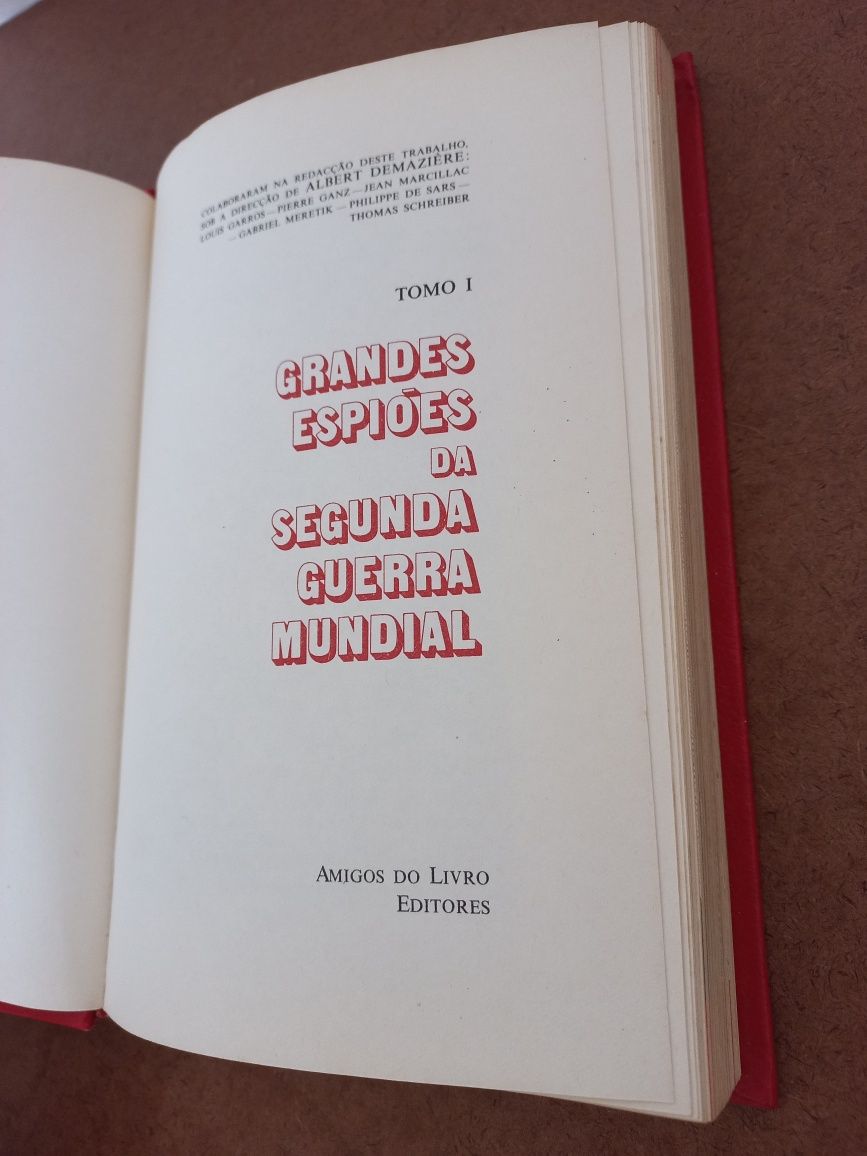 COLABORARAM NA REDACÇÃO DESTE TRABALHO,
SOB A DIRECÇÃO DE ALBERT DEMAZIÈRE:
LOUIS GARROS — PIERRE GANZ — JEAN MARCILLAC
— GABRIEL MERETIK — PHILIPPE DE SARS —
THOMAS SCHREIBER
TOMO I
GRANDES
ESPIÕES
DA
SEGUNDA
GUERRA
MUNDIAL
AMIGOS DO LIVRO
EDITORES